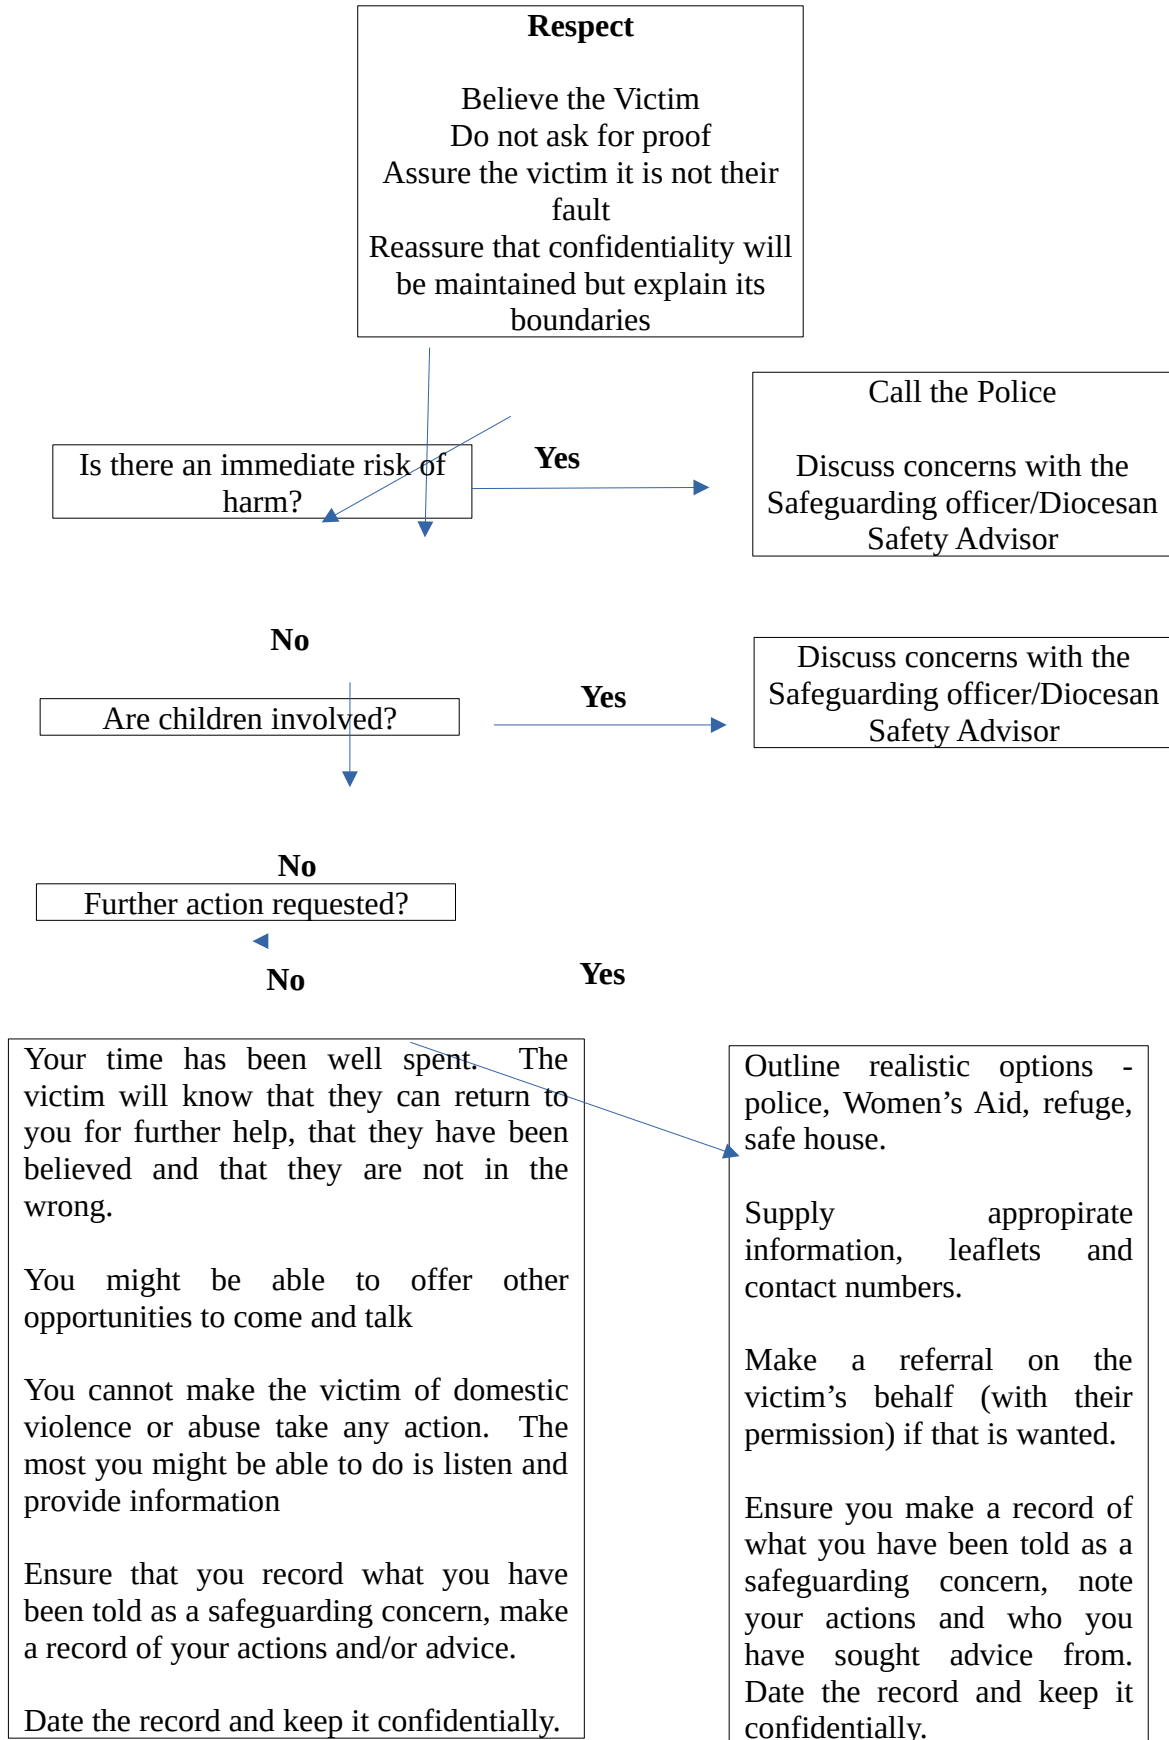 Respect
Believe the Victim
Do not ask for proof
Assure the victim it is not their
fault
Reassure that confidentiality will
be maintained but explain its
boundaries
Is there an immediate risk of
harm?
Yes
Call the Police
Discuss concerns with the
Safeguarding officer/Diocesan
Safety Advisor
No
Are children involved?
Yes
Discuss concerns with the
Safeguarding officer/Diocesan
Safety Advisor
No
Further action requested?
No
Yes
Your time has been well spent. The
victim will know that they can return to
you for further help, that they have been
believed and that they are not in the
wrong.
You might be able to offer other
opportunities to come and talk
You cannot make the victim of domestic
violence or abuse take any action. The
most you might be able to do is listen and
provide information
Ensure that you record what you have
been told as a safeguarding concern, make
a record of your actions and/or advice.
Date the record and keep it confidentially.
Outline realistic options -
police, Women’s Aid, refuge,
safe house.
Supply appropirate
information, leaflets and
contact numbers.
Make a referral on the
victim’s behalf (with their
permission) if that is wanted.
Ensure you make a record of
what you have been told as a
safeguarding concern, note
your actions and who you
have sought advice from.
Date the record and keep it
confidentially.